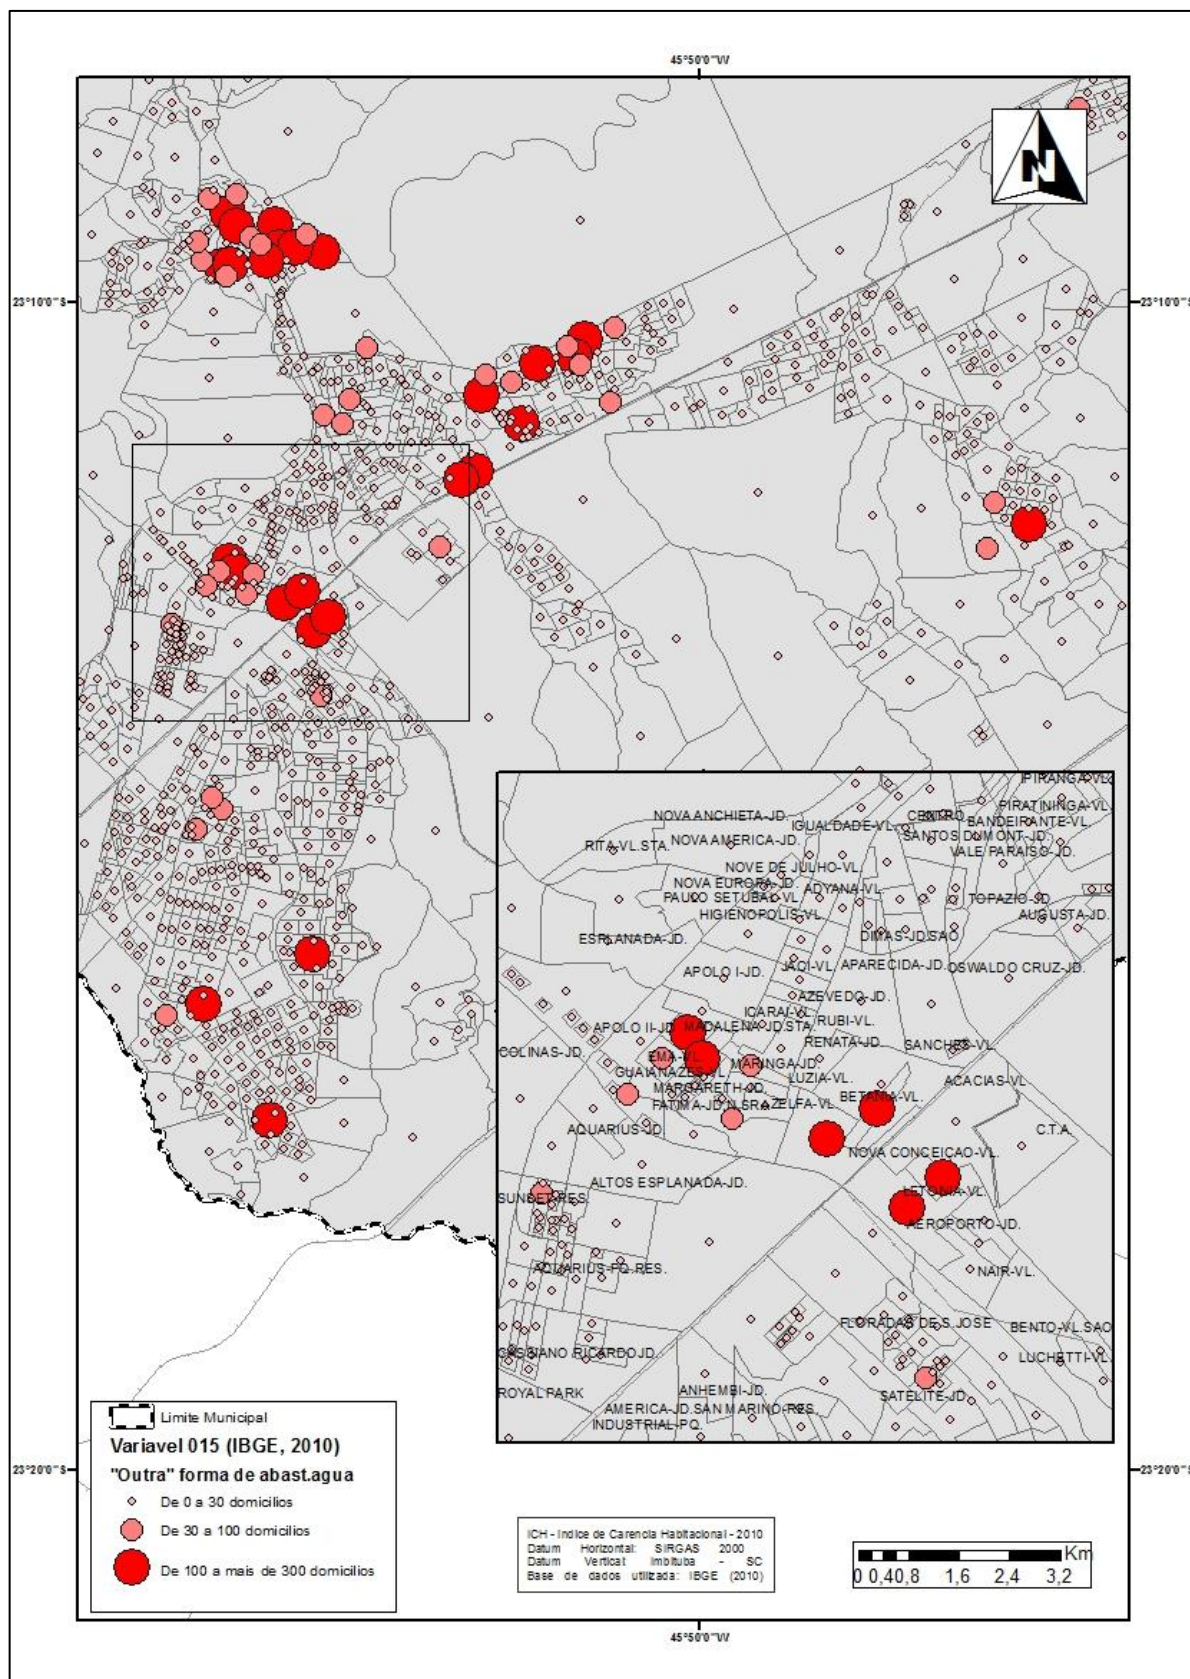 45°50'0"W
N
23°10'0"S
23°10'0"S
IPIRANGA-VL.
NOVA ANCHIETA-JD.
IGUALDADE-VL.
CENTRO
PIRATININGA-VL.
BANDEIRANTE-VL.
RITA-VL.STA.
NOVA AMERICA-JD.
SANTOS DUMONT-JD.
VALE PARAISO-JD.
NOVE DE JULHO-VL.
NOVA EUROPA-JD.
PAULO SETUBAL-VL
ADYANA-VL.
TOPAZIO-JD.
HIGIENOPOLIS-VL.
AUGUSTA-JD.
ESPLANADA-JD.
DIMAS-JD.SAO
APOLO I-JD.
JACI-VL.
APARECIDA-JD.
OSWALDO CRUZ-JD.
AZEVEDO-JD.
ICARAI-VL.
APOLO II-JD.
MADALENA-JD.STA.
RUBI-VL.
COLINAS-JD.
RENATA-JD.
SANCHES-VL.
EMA-VL.
MARINGA-JD.
GUAIANAZES-VL.
LUZIA-VL.
ACACIAS-VL.
MARGARETH-JD.
BETANIA-VL.
FATIMA-JD.N.SRA.
ZELFA-VL.
AQUARIUS-JD.
C.T.A.
NOVA CONCEIÇAO-VL.
ALTOS ESPLANADA-JD.
SUNSET-RES.
LETONIA-VL.
AEROPORTO-JD.
AQUARIUS-PQ.RES.
NAIR-VL.
FLORADAS DE S.JOSE
BENTO-VL.SAO
CASSIANO RICARDO JD.
LUCHETTI-VL.
ROYAL PARK
ANHEMBI-JD.
SATELITE-JD.
AMERICA-JD.
SAN MARINO-RES.
INDUSTRIAL-PQ.
Limite Municipal
Variavel 015 (IBGE, 2010)
"Outra" forma de abast.agua
De 0 a 30 domicilios
De 30 a 100 domicilios
De 100 a mais de 300 domicilios
23°20'0"S
23°20'0"S
ICH - Indice de Carencia Habitacional - 2010
Datum Horizontal: SIRGAS 2000
Datum Vertical: Imbituba - SC
Base de dados utilizada: IBGE (2010)
Km
0 0,40,8 1,6 2,4 3,2
45°50'0"W